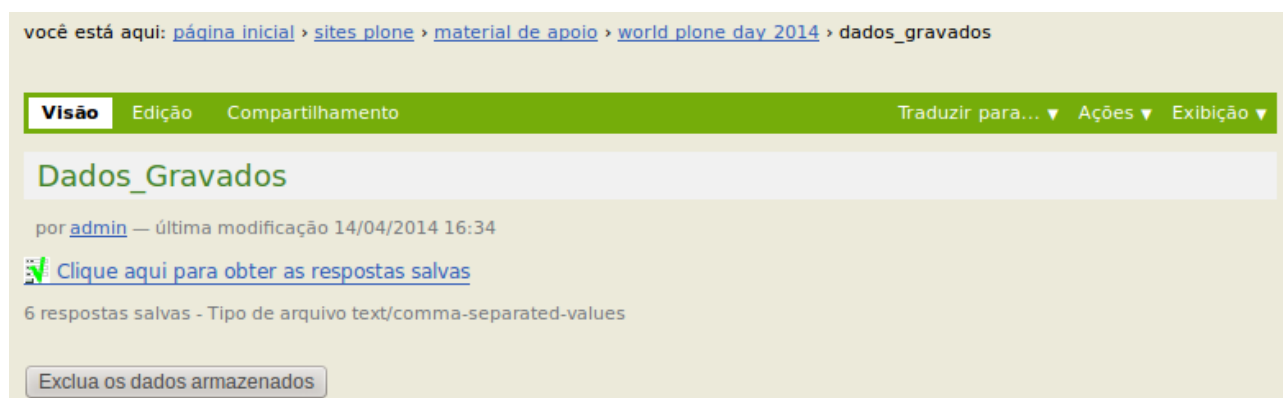 você está aqui: página inicial › sites plone › material de apoio › world plone day 2014 › dados_gravados
Visão Edição Compartilhamento Traduzir para... ▼ Ações ▼ Exibição ▼
Dados_Gravados
por admin — última modificação 14/04/2014 16:34
Clique aqui para obter as respostas salvas
6 respostas salvas - Tipo de arquivo text/comma-separated-values
Exclua os dados armazenados